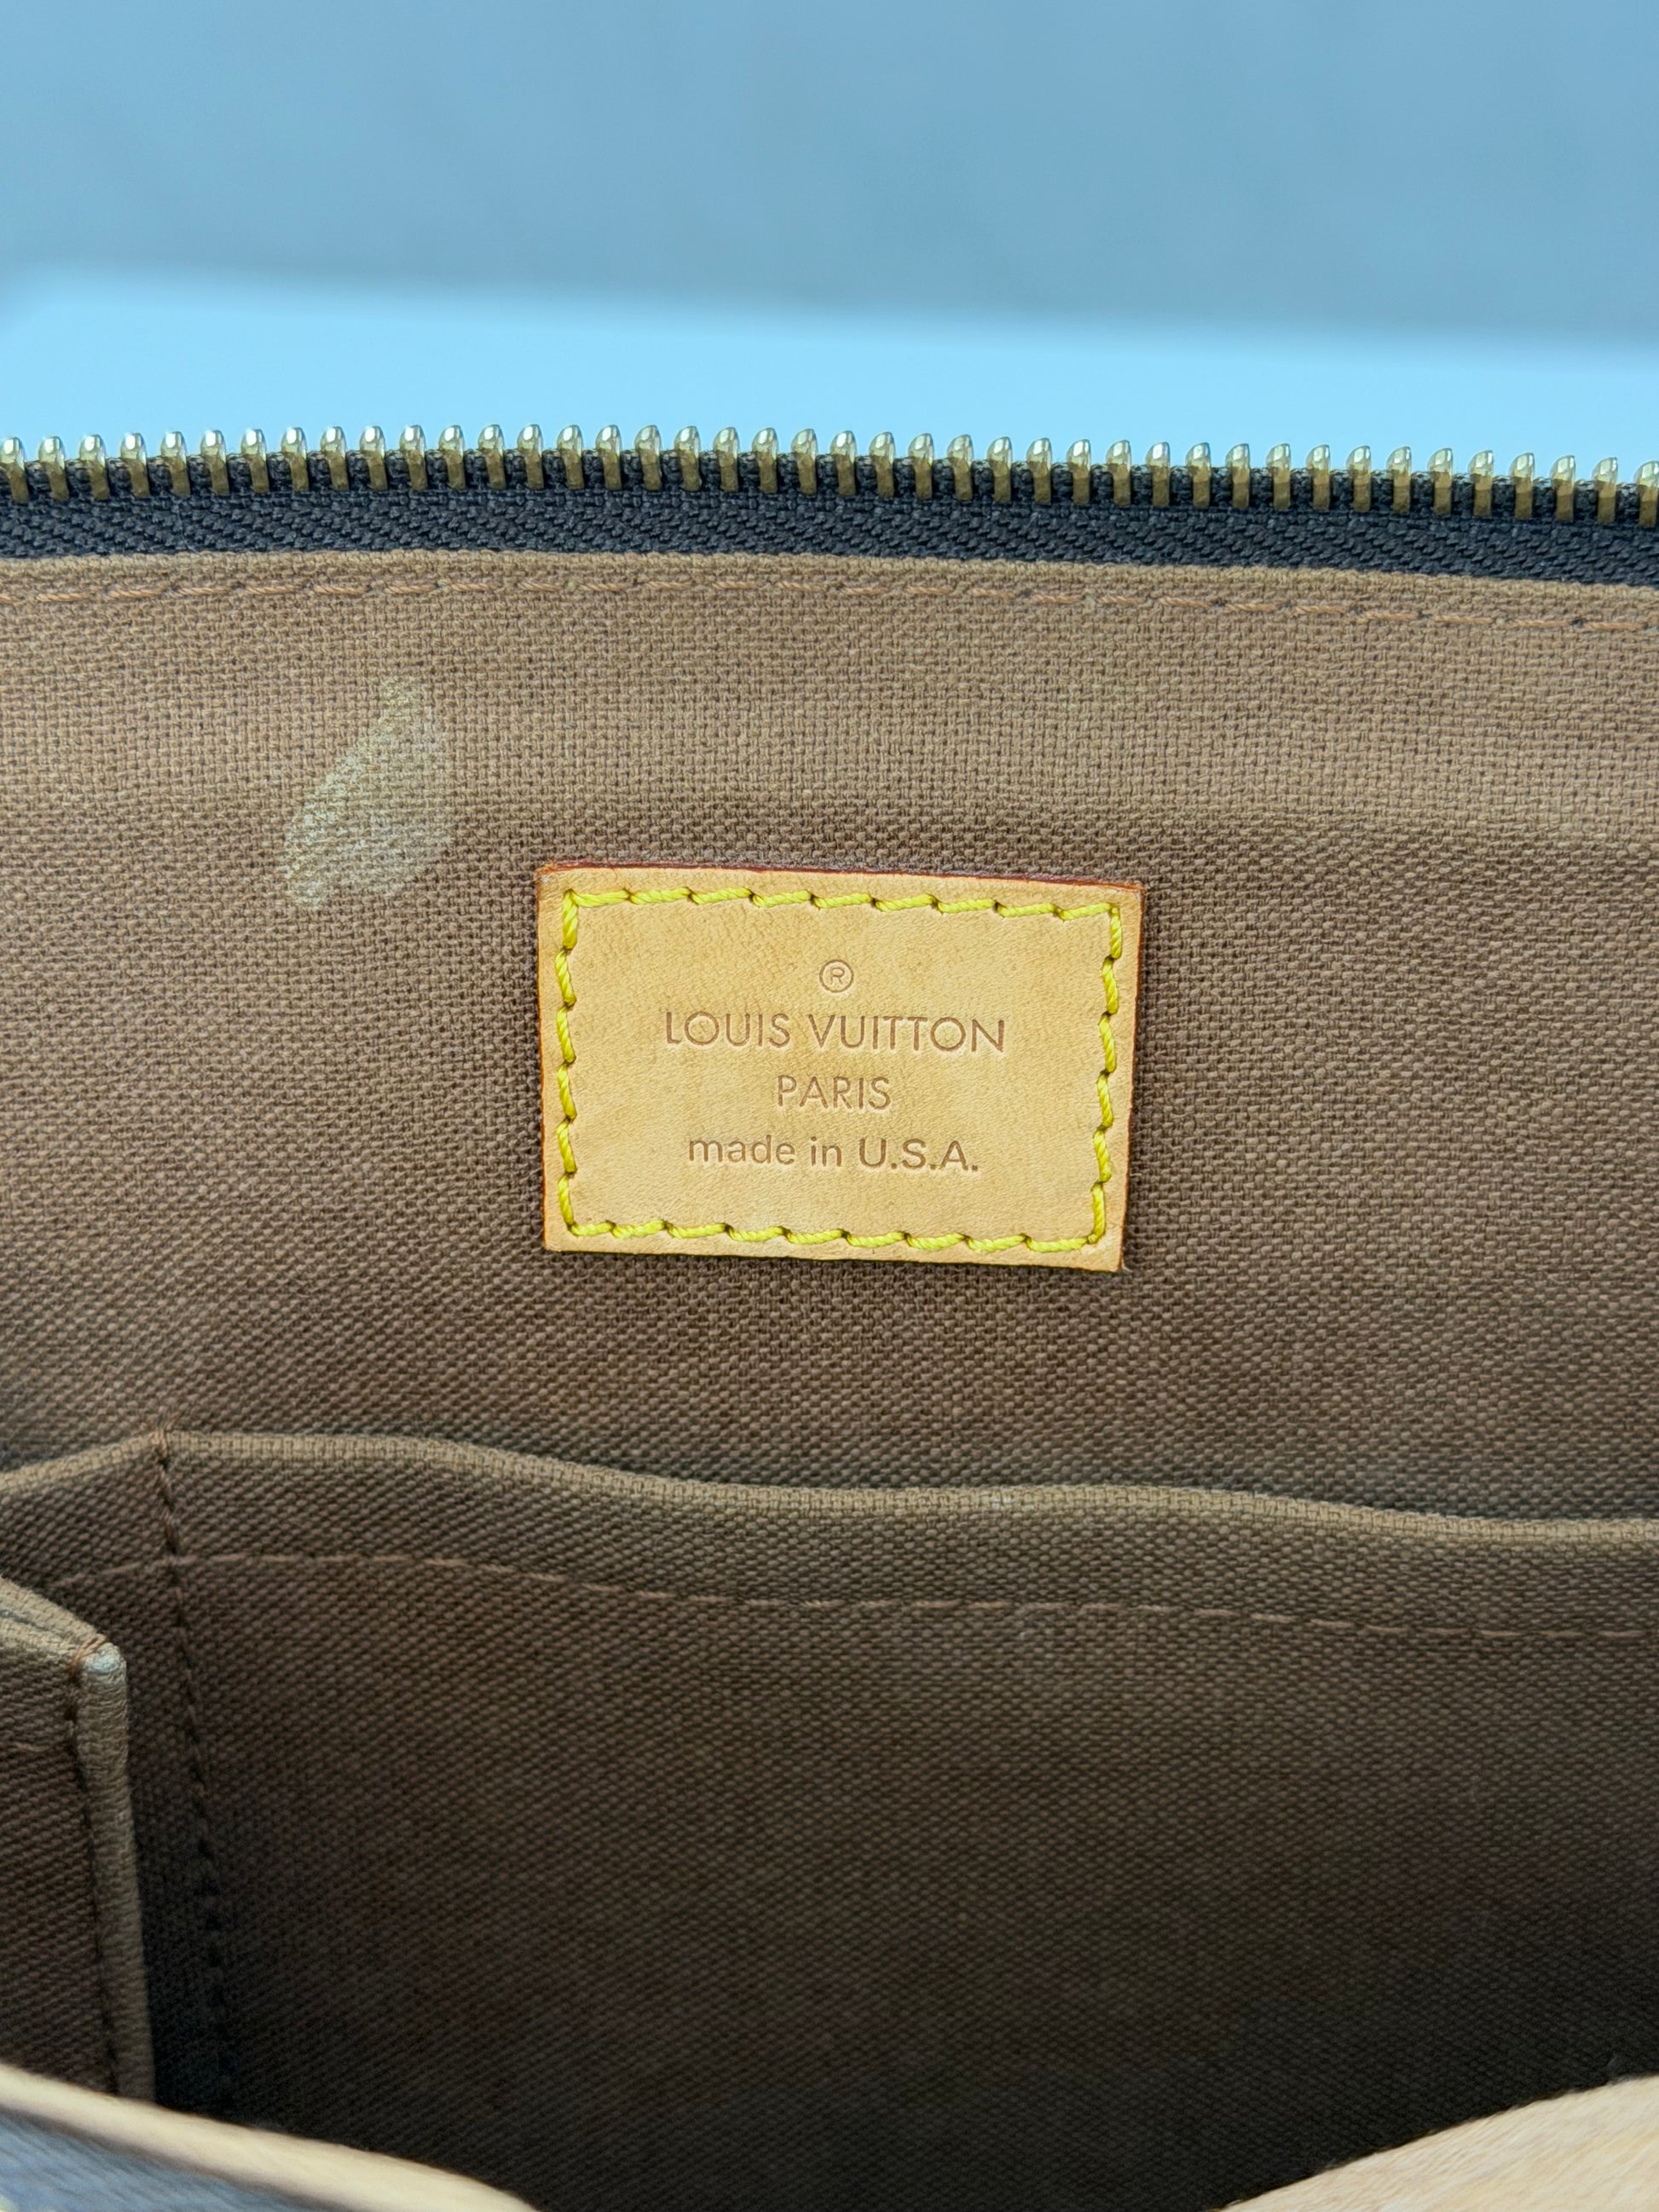 ®
LOUIS VUITTON
PARIS
made in U.S.A.